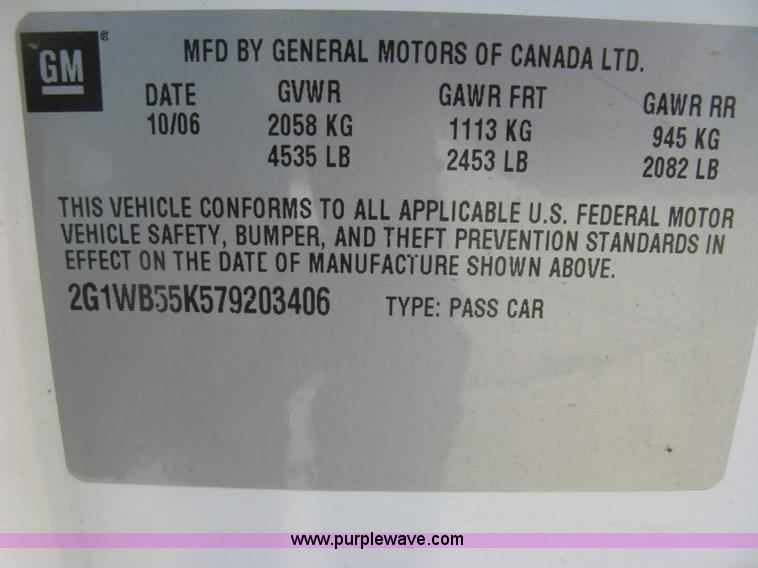 GM®
MFD BY GENERAL MOTORS OF CANADA LTD.
DATE GVWR GAWR FRT GAWR RR
10/06 2058 KG 1113 KG 945 KG
4535 LB 2453 LB 2082 LB
THIS VEHICLE CONFORMS TO ALL APPLICABLE U.S. FEDERAL MOTOR
VEHICLE SAFETY, BUMPER, AND THEFT PREVENTION STANDARDS IN
EFFECT ON THE DATE OF MANUFACTURE SHOWN ABOVE.
2G1WB55K579203406 TYPE: PASS CAR
www.purplewave.com